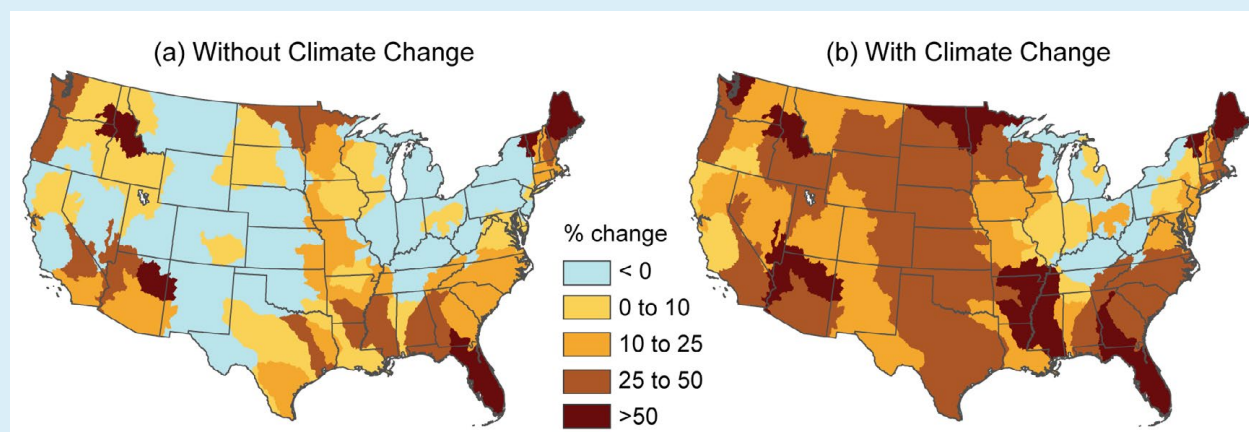 (a) Without Climate Change
(b) With Climate Change
% change
< 0
0 to 10
10 to 25
25 to 50
>50